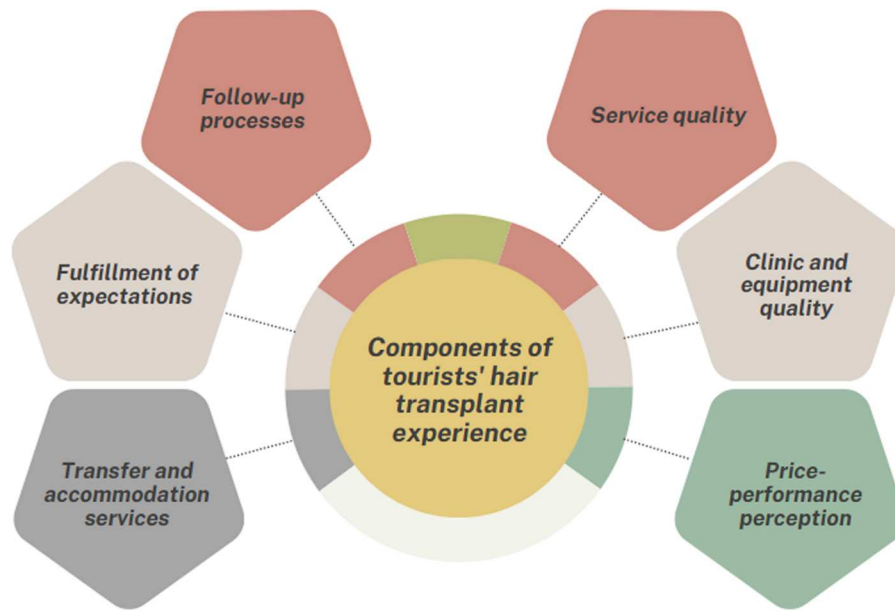 Follow-up
processes
Service quality
Fulfillment of
expectations
Clinic and
equipment
quality
Components of
tourists' hair
transplant
experience
Transfer and
accommodation
services
Price-
performance
perception